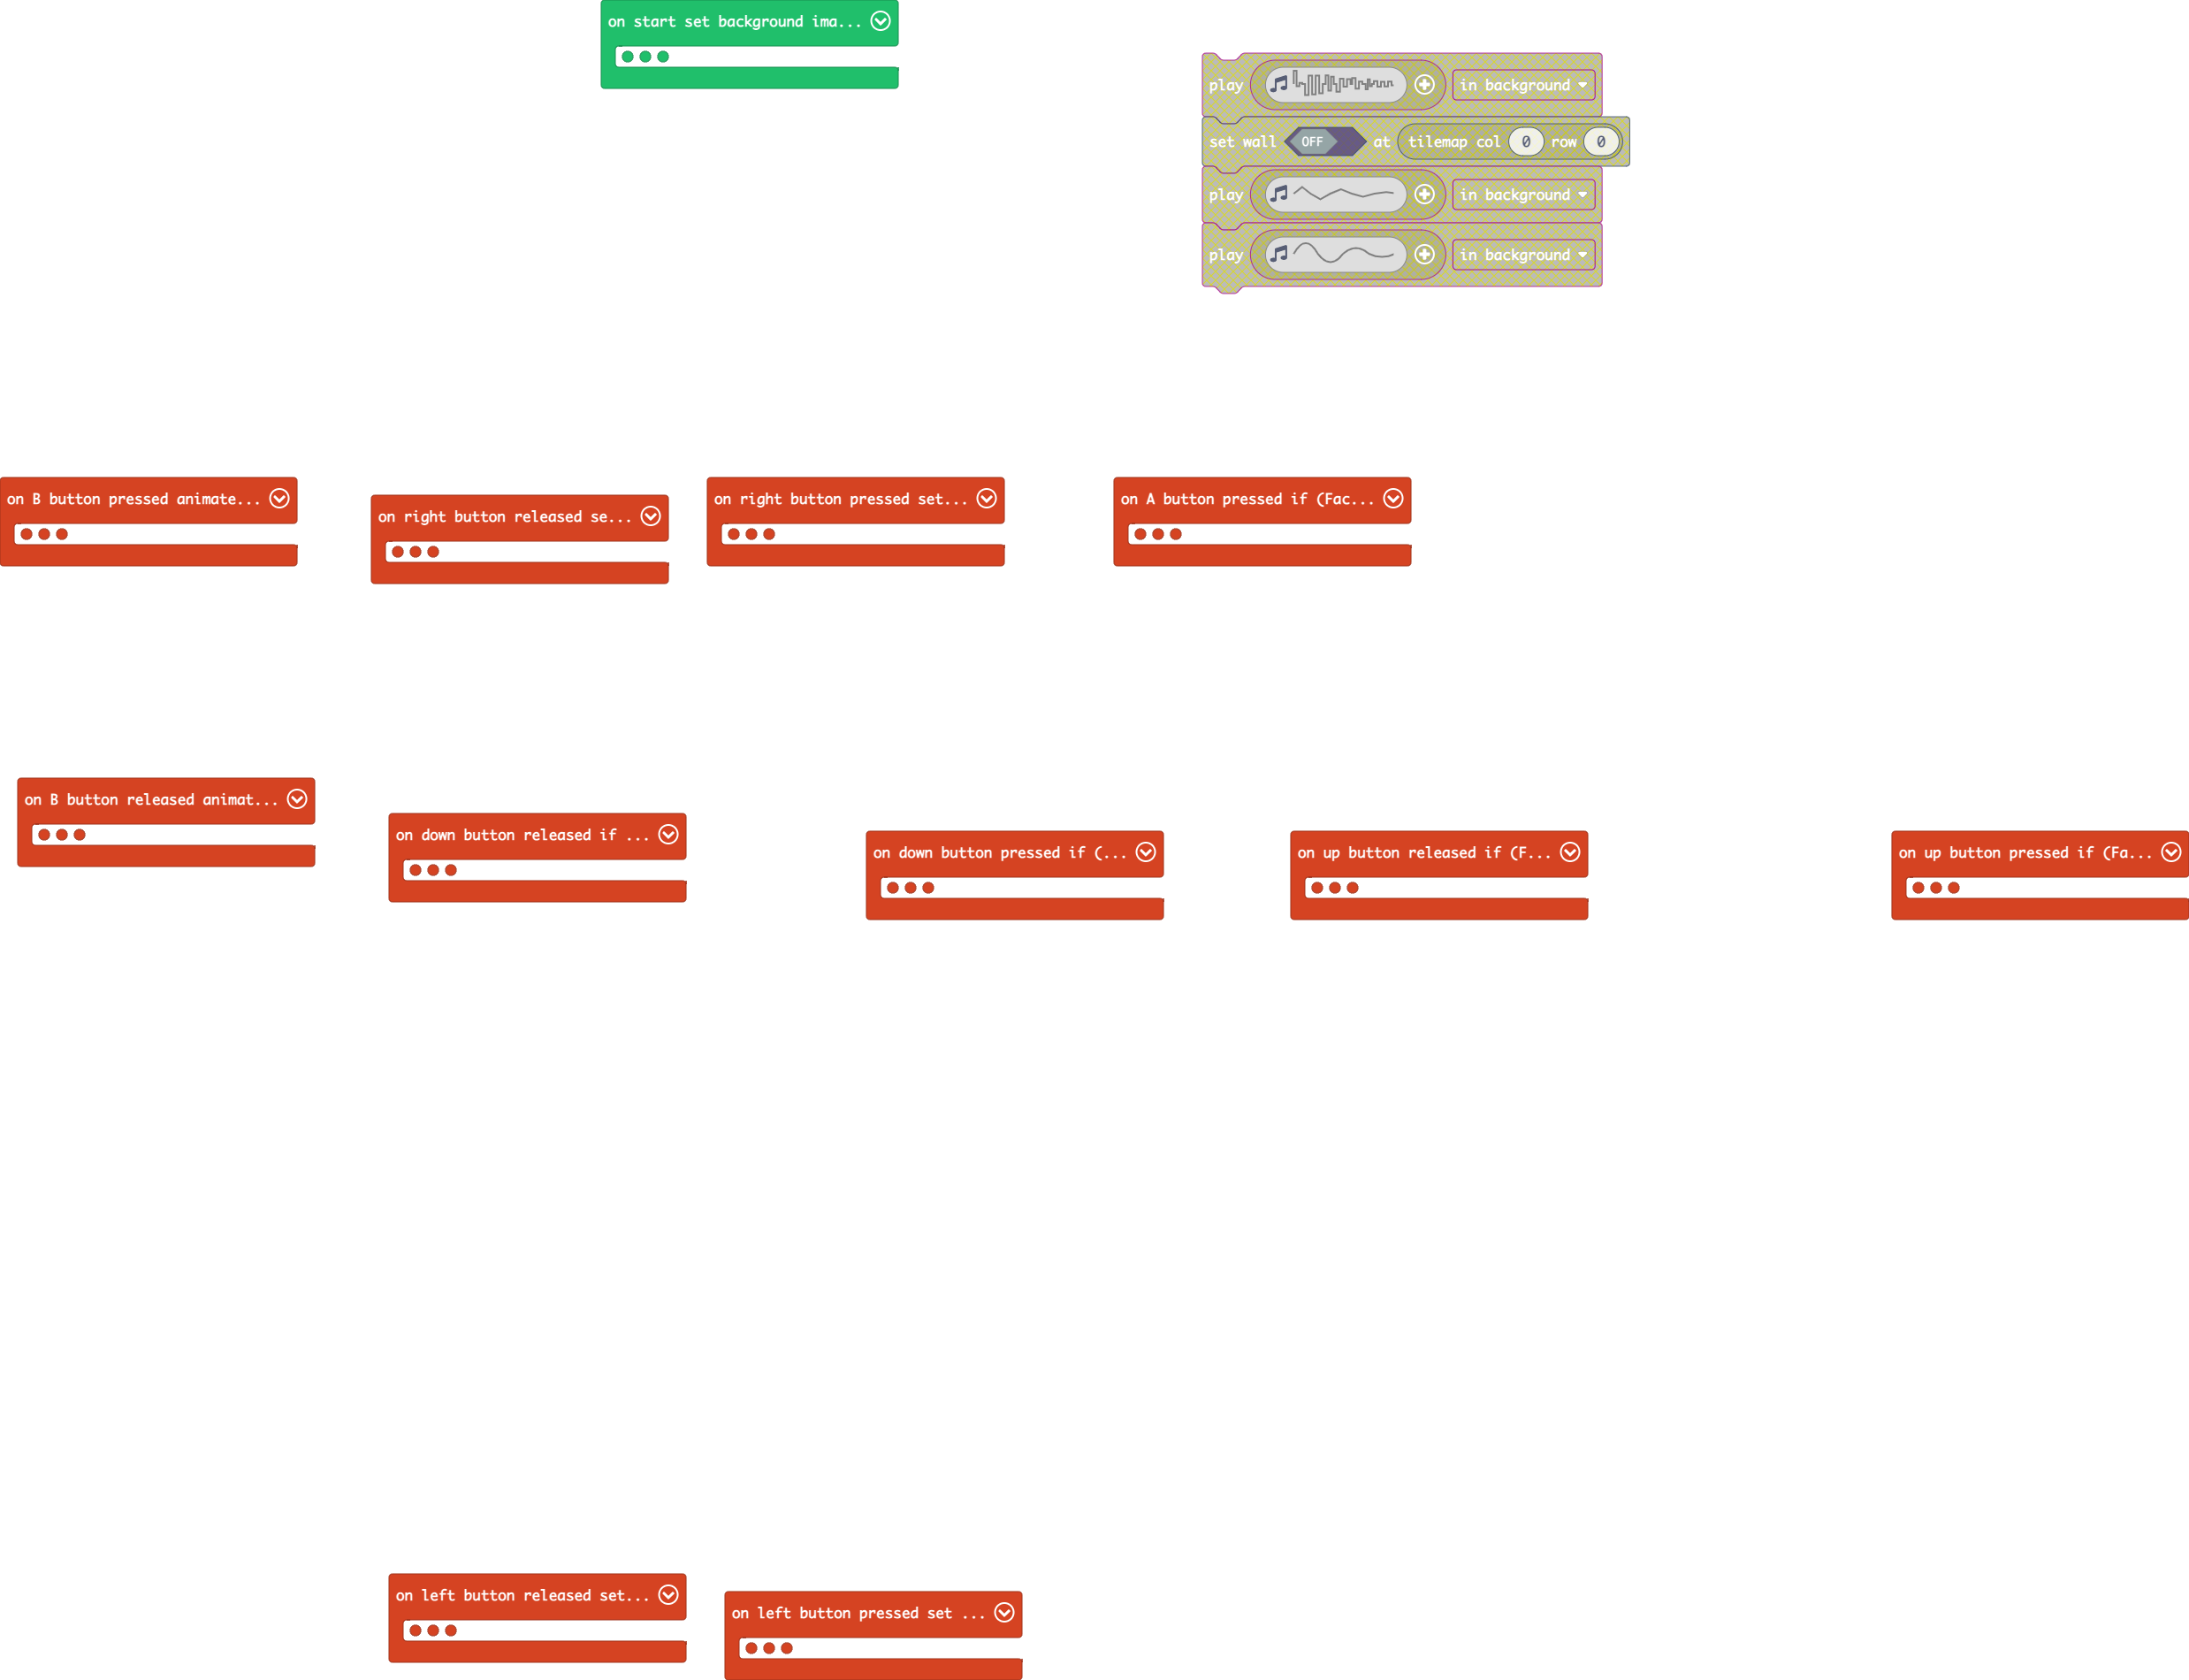 on start set background ima...
play in background
set wall OFF at tilemap col 0 row 0
play in background
play in background
on B button pressed animate...
on right button released se...
on right button pressed set...
on A button pressed if (Fac...
on B button released animat...
on down button released if ...
on down button pressed if (...
on up button released if (F...
on up button pressed if (Fa...
on left button released set...
on left button pressed set ...